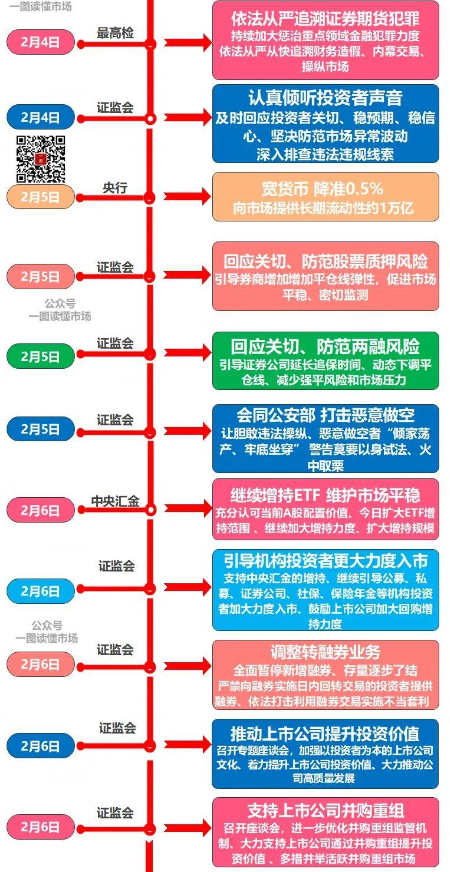 一图读懂市场
2月4日
最高检
依法从严追溯证券期货犯罪
持续加大惩治重点领域金融犯罪力度
依法从严从快追溯财务造假、内幕交易、
操纵市场
2月4日
证监会
认真倾听投资者声音
及时回应投资者关切、稳预期、稳信
心、坚决防范市场异常波动
深入排查违法违规线索
2月5日
央行
宽货币 降准0.5%
向市场提供长期流动性约1万亿
2月5日
证监会
回应关切、防范股票质押风险
引导券商增加增加平仓线弹性，促进市场
平稳、密切监测
公众号
一图读懂市场
2月5日
证监会
回应关切、防范两融风险
引导证券公司延长追保时间、动态下调平
仓线、减少强平风险和市场压力
2月5日
证监会
会同公安部 打击恶意做空
让胆敢违法操纵、恶意做空者“倾家荡
产、牢底坐穿” 警告莫要以身试法、火
中取栗
2月6日
中央汇金
继续增持ETF 维护市场平稳
充分认可当前A股配置价值、今日扩大ETF增
持范围 、继续加大增持力度、扩大增持规模
2月6日
证监会
引导机构投资者更大力度入市
支持中央汇金的增持、继续引导公募、私
募、证券公司、社保、保险年金等机构投资
者加大力度入市、鼓励上市公司加大回购增
持力度
公众号
一图读懂市场
2月6日
证监会
调整转融券业务
全面暂停新增融券、存量逐步了结
严禁向融券实施日内回转交易的投资者提供
融券、依法打击利用融券交易实施不当套利
2月6日
证监会
推动上市公司提升投资价值
召开专题座谈会，加强以投资者为本的上市公司
文化、着力提升上市公司投资价值、大力推动公
司高质量发展
2月6日
证监会
支持上市公司并购重组
召开座谈会，进一步优化并购重组监管机
制、大力支持上市公司通过并购重组提升投
资价值 、多措并举活跃并购重组市场